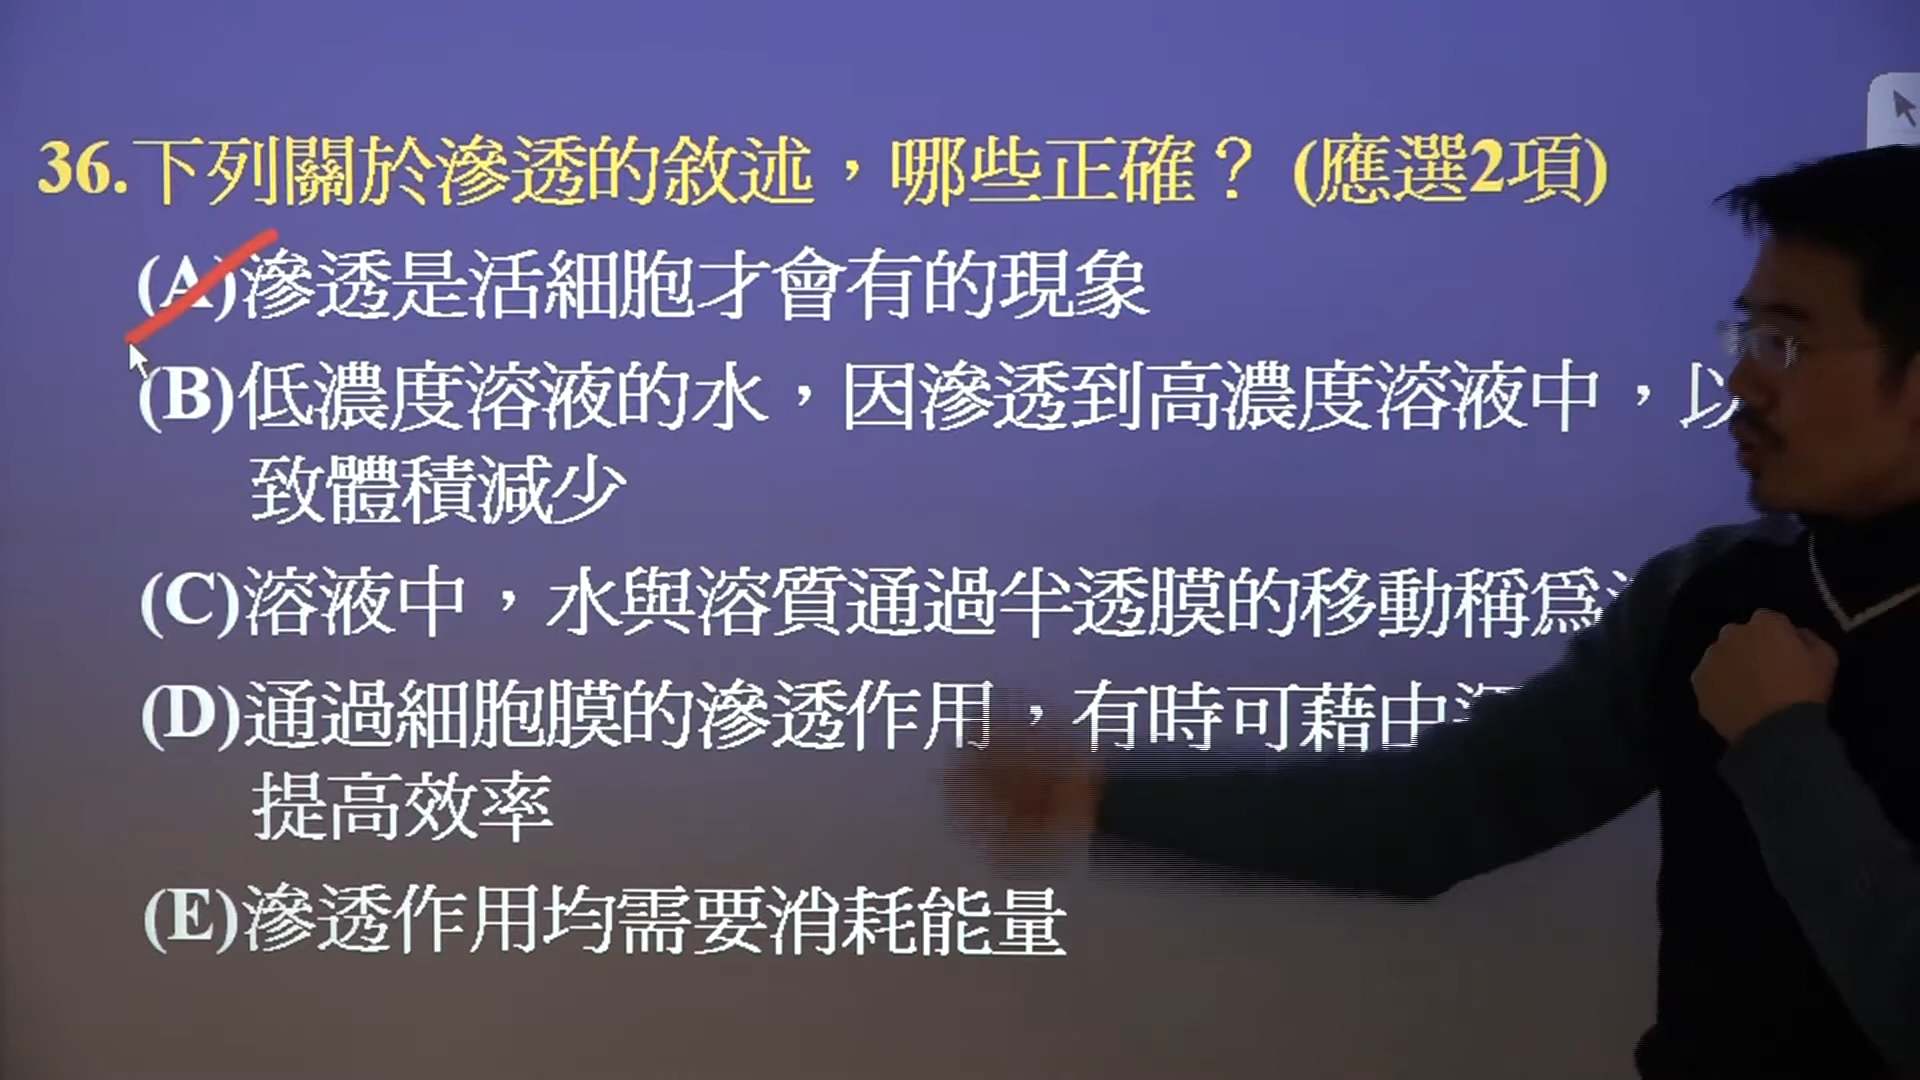 36.下列關於滲透的敘述，哪些正確？(應選2項)
(A)滲透是活細胞才會有的現象
(B)低濃度溶液的水，因滲透到高濃度溶液中，以
致體積減少
(C)溶液中，水與溶質通過半透膜的移動稱爲
(D)通過細胞膜的滲透作用，有時可藉由
提高效率
(E)滲透作用均需要消耗能量